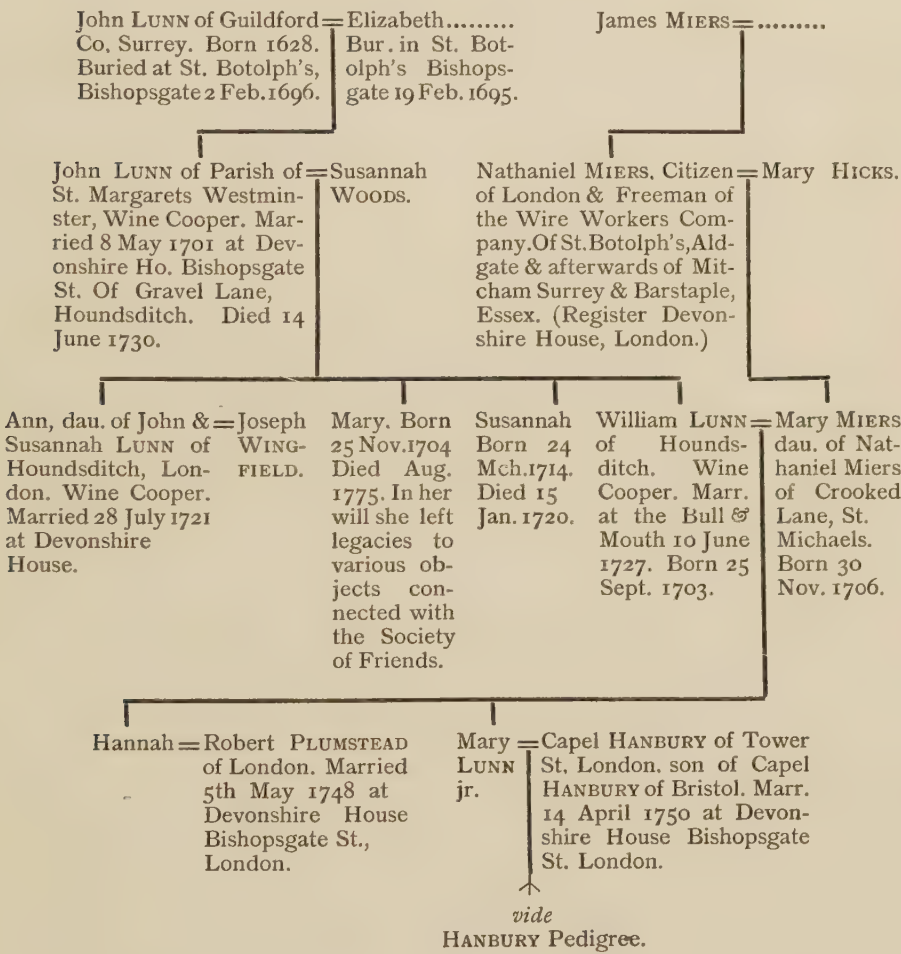 John LUNN of Guildford = Elizabeth.........
Co, Surrey. Born 1628.
Buried at St. Botolph's,
Bishopsgate 2 Feb. 1696.
Bur. in St. Bot-
olph's Bishops-
gate 19 Feb. 1695.
James MIERS = .........
John LUNN of Parish of
St. Margarets Westmin-
ster, Wine Cooper. Mar-
ried 8 May 1701 at Dev-
onshire Ho. Bishopsgate
St. Of Gravel Lane,
Houndsditch. Died 14
June 1730.
= Susannah
WOODS.
Nathaniel MIERS, Citizen
of London & Freeman of
the Wire Workers Com-
pany. Of St. Botolph's, Ald-
gate & afterwards of Mit-
cham Surrey & Barstaple,
Essex. (Register Devon-
shire House, London.)
= Mary HICKS.
Ann, dau. of John &
Susannah LUNN of
Houndsditch, Lon-
don. Wine Cooper.
Married 28 July 1721
at Devonshire
House.
= Joseph
WING-
FIELD.
Mary. Born
25 Nov. 1704
Died Aug.
1775. In her
will she left
legacies to
various ob-
jects con-
nected with
the Society
of Friends.
Susannah
Born 24
Mch. 1714.
Died 15
Jan. 1720.
William LUNN
of Hounds-
ditch. Wine
Cooper. Marr.
at the Bull &
Mouth 10 June
1727. Born 25
Sept. 1703.
= Mary MIERS
dau. of Nat-
haniel Miers
of Crooked
Lane, St.
Michaels.
Born 30
Nov. 1706.
Hannah = Robert PLUMSTEAD
of London. Married
5th May 1748 at
Devonshire House
Bishopsgate St.,
London.
Mary
LUNN
jr.
= Capel HANBURY of Tower
St, London. son of Capel
HANBURY of Bristol. Marr.
14 April 1750 at Devon-
shire House Bishopsgate
St. London.
vide
HANBURY Pedigree.